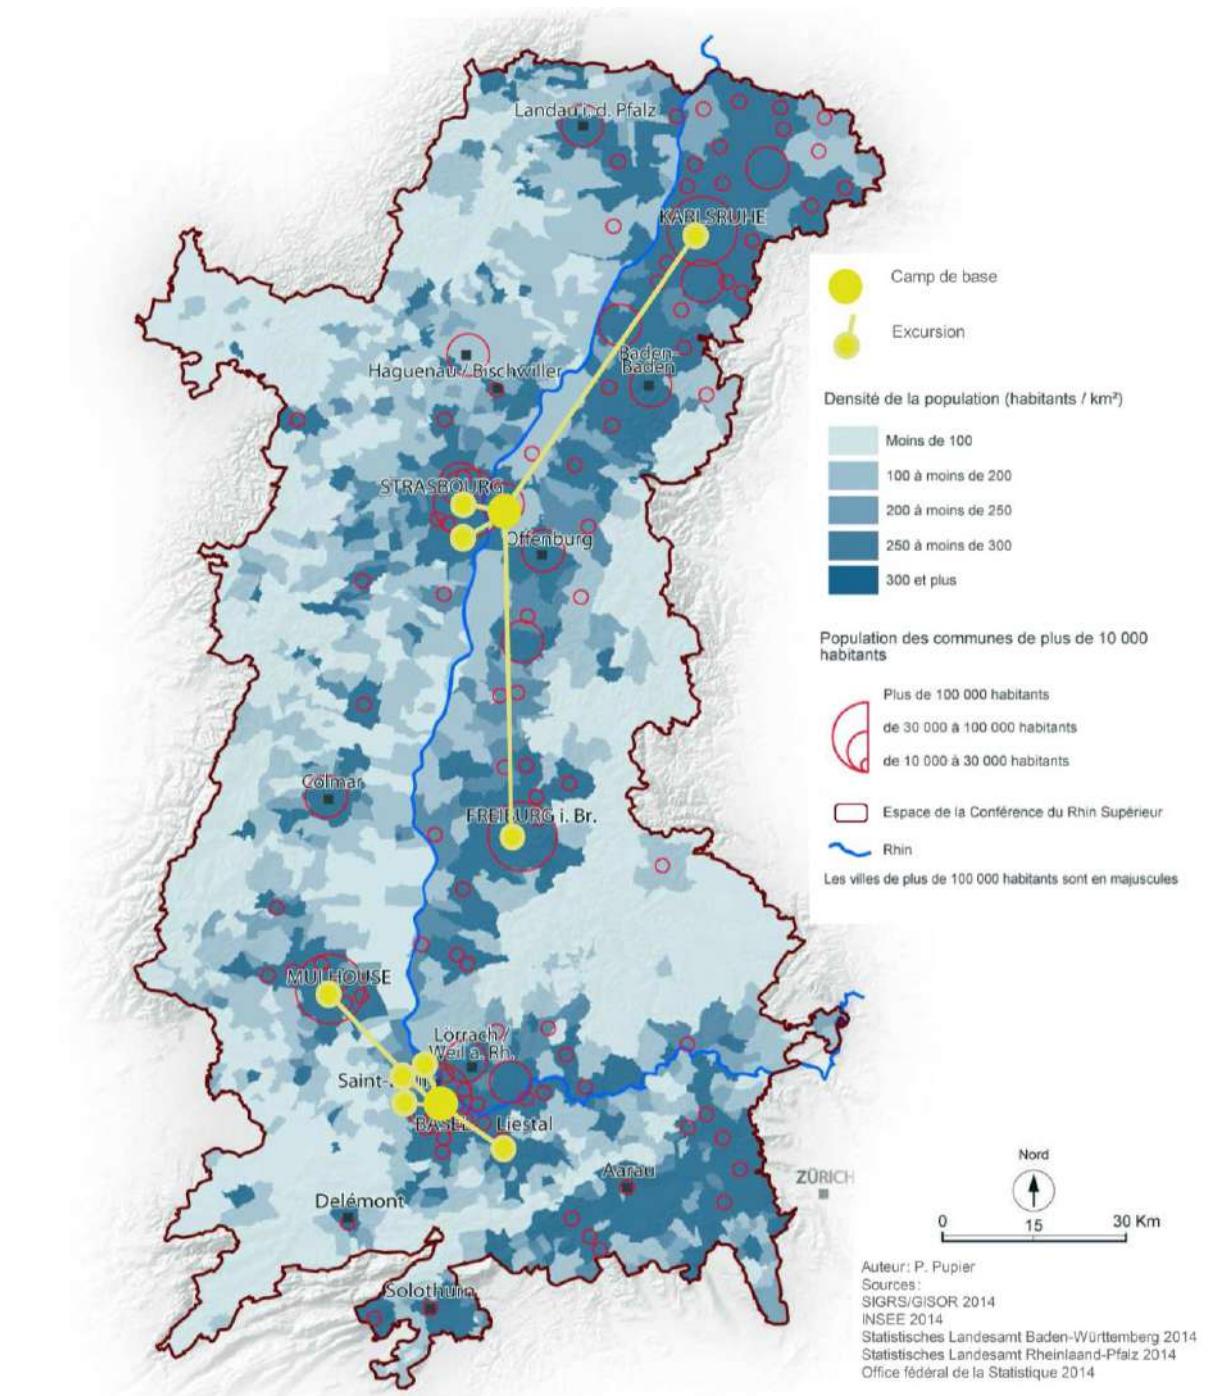 Landau i. d. Pfalz
KARLSRUHE
Camp de base
Excursion
Baden-
Baden
Haguenau / Bischwiller
Densité de la population (habitants / km²)
Moins de 100
100 à moins de 200
200 à moins de 250
250 à moins de 300
300 et plus
STRASBOURG
Offenburg
Population des communes de plus de 10 000
habitants
Plus de 100 000 habitants
de 30 000 à 100 000 habitants
de 10 000 à 30 000 habitants
Colmar
FREIBURG i. Br.
Espace de la Conférence du Rhin Supérieur
Rhin
Les villes de plus de 100 000 habitants sont en majuscules
MULHOUSE
Lörrach /
Weil a. Rh.
Saint-
BASEL
Liestal
Aarau
ZÜRICH
Delémont
Solothurn
Nord
0 15 30 Km
Auteur: P. Pupier
Sources:
SIGRS/GISOR 2014
INSEE 2014
Statistisches Landesamt Baden-Württemberg 2014
Statistisches Landesamt Rheinlaand-Pfalz 2014
Office fédéral de la Statistique 2014